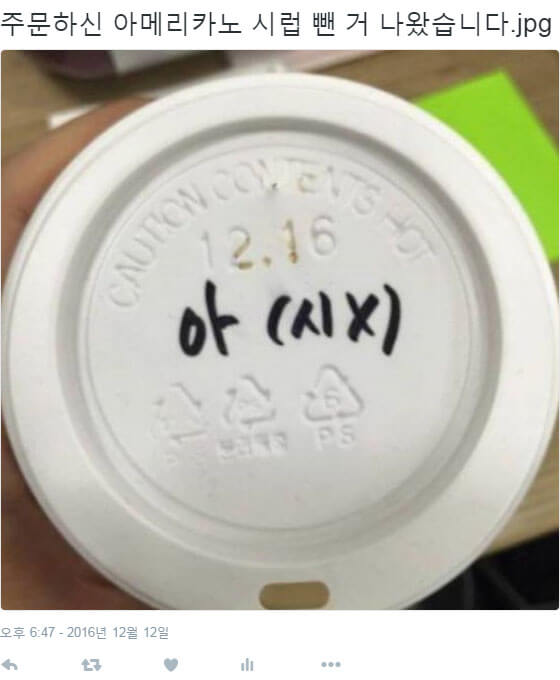 주문하신 아메리카노 시럽 뺀 거 나왔습니다.jpg
CAUTION CONTENTS HOT
12.16
아 (시X)
6
PS
오후 6:47 - 2016년 12월 12일